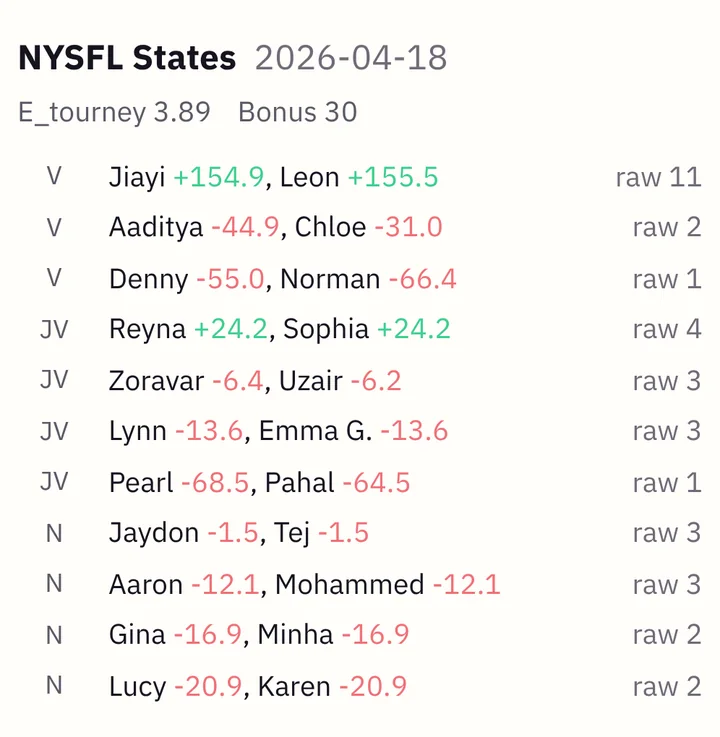 NYSFL States 2026-04-18
E_tourney 3.89 Bonus 30
V Jiayi +154.9, Leon +155.5 raw 11
V Aaditya -44.9, Chloe -31.0 raw 2
V Denny -55.0, Norman -66.4 raw 1
JV Reyna +24.2, Sophia +24.2 raw 4
JV Zoravar -6.4, Uzair -6.2 raw 3
JV Lynn -13.6, Emma G. -13.6 raw 3
JV Pearl -68.5, Pahal -64.5 raw 1
N Jaydon -1.5, Tej -1.5 raw 3
N Aaron -12.1, Mohammed -12.1 raw 3
N Gina -16.9, Minha -16.9 raw 2
N Lucy -20.9, Karen -20.9 raw 2